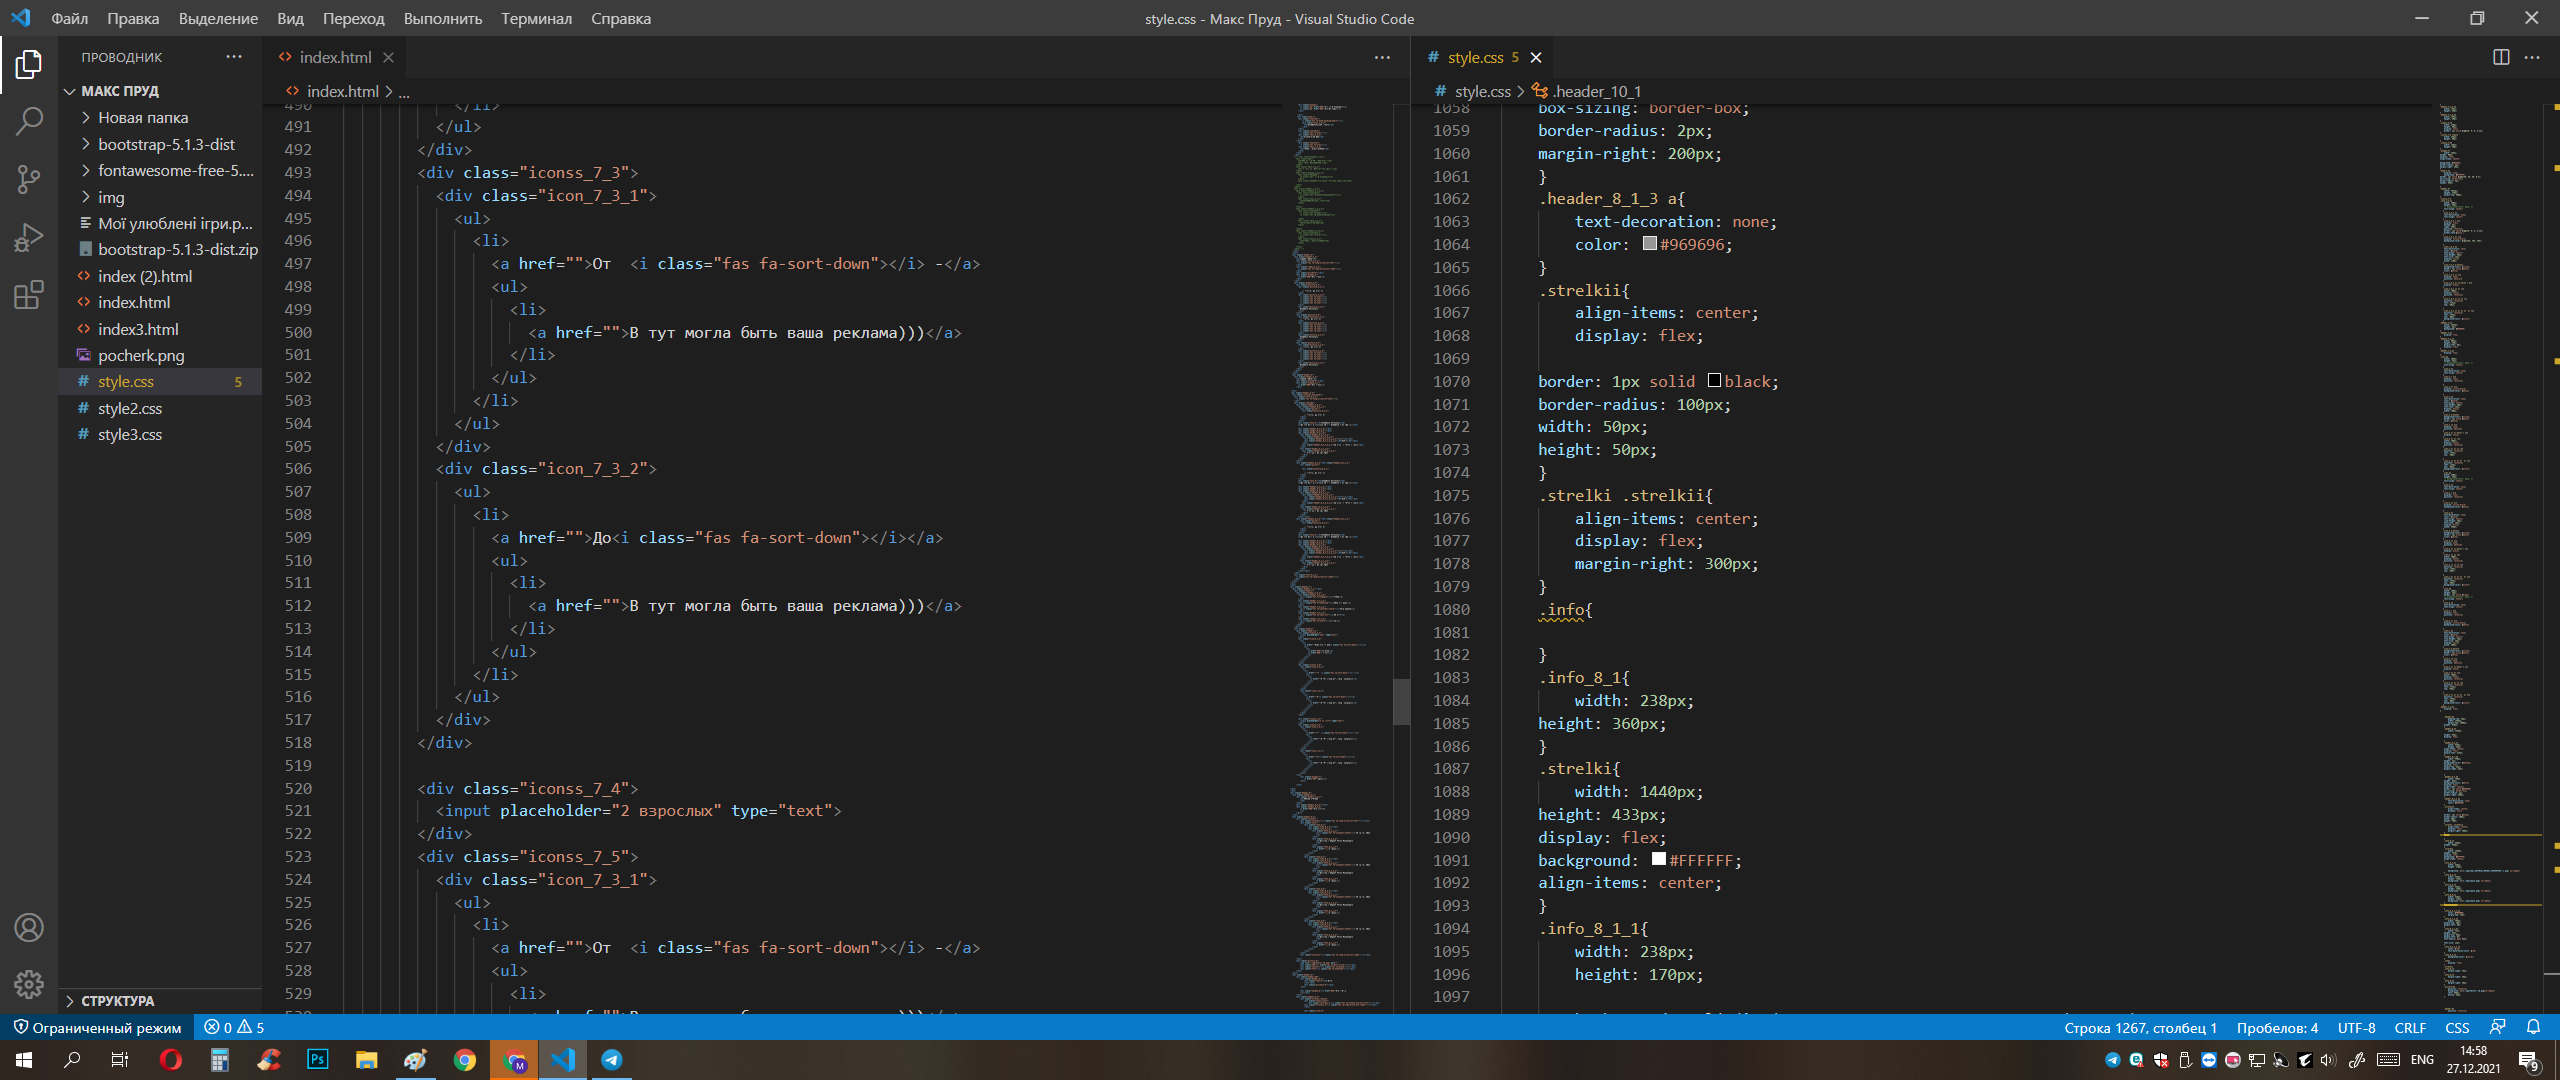 Файл Правка Выделение Вид Переход Выполнить Терминал Справка
style.css - Макс Пруд - Visual Studio Code
ПРОВОДНИК
МАКС ПРУД
Новая папка
bootstrap-5.1.3-dist
fontawesome-free-5....
img
Мої улюблені ігри.р...
bootstrap-5.1.3-dist.zip
index (2).html
index.html
index3.html
pocherk.png
style.css 5
style2.css
style3.css
СТРУКТУРА
index.html
index.html > ...
490 </li>
491 </ul>
492 </div>
493 <div class="iconss_7_3">
494 <div class="icon_7_3_1">
495 <ul>
496 <li>
497 <a href="">От  <i class="fas fa-sort-down"></i> -</a>
498 <ul>
499 <li>
500 <a href="">В тут могла быть ваша реклама)))</a>
501 </li>
502 </ul>
503 </li>
504 </ul>
505 </div>
506 <div class="icon_7_3_2">
507 <ul>
508 <li>
509 <a href="">До<i class="fas fa-sort-down"></i></a>
510 <ul>
511 <li>
512 <a href="">В тут могла быть ваша реклама)))</a>
513 </li>
514 </ul>
515 </li>
516 </ul>
517 </div>
518 </div>
519
520 <div class="iconss_7_4">
521 <input placeholder="2 взрослых" type="text">
522 </div>
523 <div class="iconss_7_5">
524 <div class="icon_7_3_1">
525 <ul>
526 <li>
527 <a href="">От  <i class="fas fa-sort-down"></i> -</a>
528 <ul>
529 <li>
style.css 5
style.css > .header_10_1
1058 box-sizing: border-box;
1059 border-radius: 2px;
1060 margin-right: 200px;
1061 }
1062 .header_8_1_3 a{
1063 text-decoration: none;
1064 color: #969696;
1065 }
1066 .strelkii{
1067 align-items: center;
1068 display: flex;
1069
1070 border: 1px solid black;
1071 border-radius: 100px;
1072 width: 50px;
1073 height: 50px;
1074 }
1075 .strelki .strelkii{
1076 align-items: center;
1077 display: flex;
1078 margin-right: 300px;
1079 }
1080 .info{
1081
1082 }
1083 .info_8_1{
1084 width: 238px;
1085 height: 360px;
1086 }
1087 .strelki{
1088 width: 1440px;
1089 height: 433px;
1090 display: flex;
1091 background: #FFFFFF;
1092 align-items: center;
1093 }
1094 .info_8_1_1{
1095 width: 238px;
1096 height: 170px;
1097
Ограниченный режим 0 5
Строка 1267, столбец 1 Пробелов: 4 UTF-8 CRLF CSS
Ps
M
ENG
14:58
27.12.2021
9